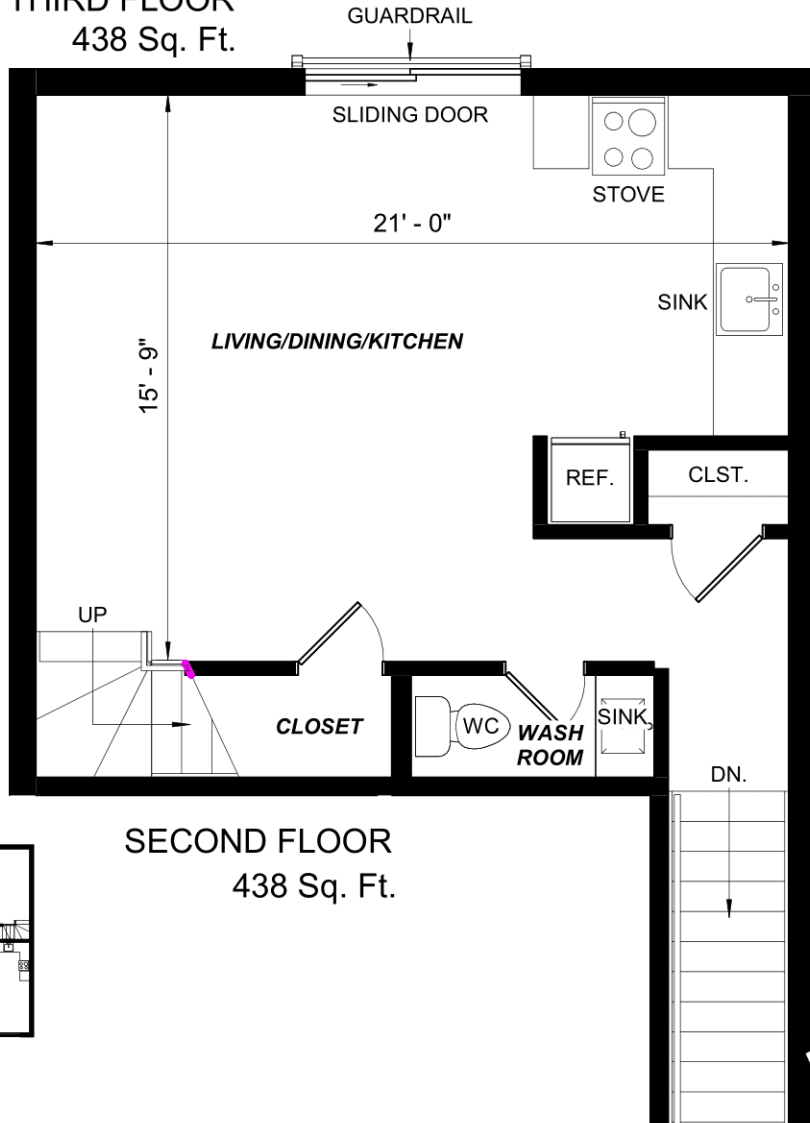 THIRD FLOOR
438 Sq. Ft.
GUARDRAIL
SLIDING DOOR
STOVE
21' - 0"
SINK
LIVING/DINING/KITCHEN
15' - 9"
REF.
CLST.
UP
CLOSET
WC
WASH
ROOM
SINK
DN.
SECOND FLOOR
438 Sq. Ft.